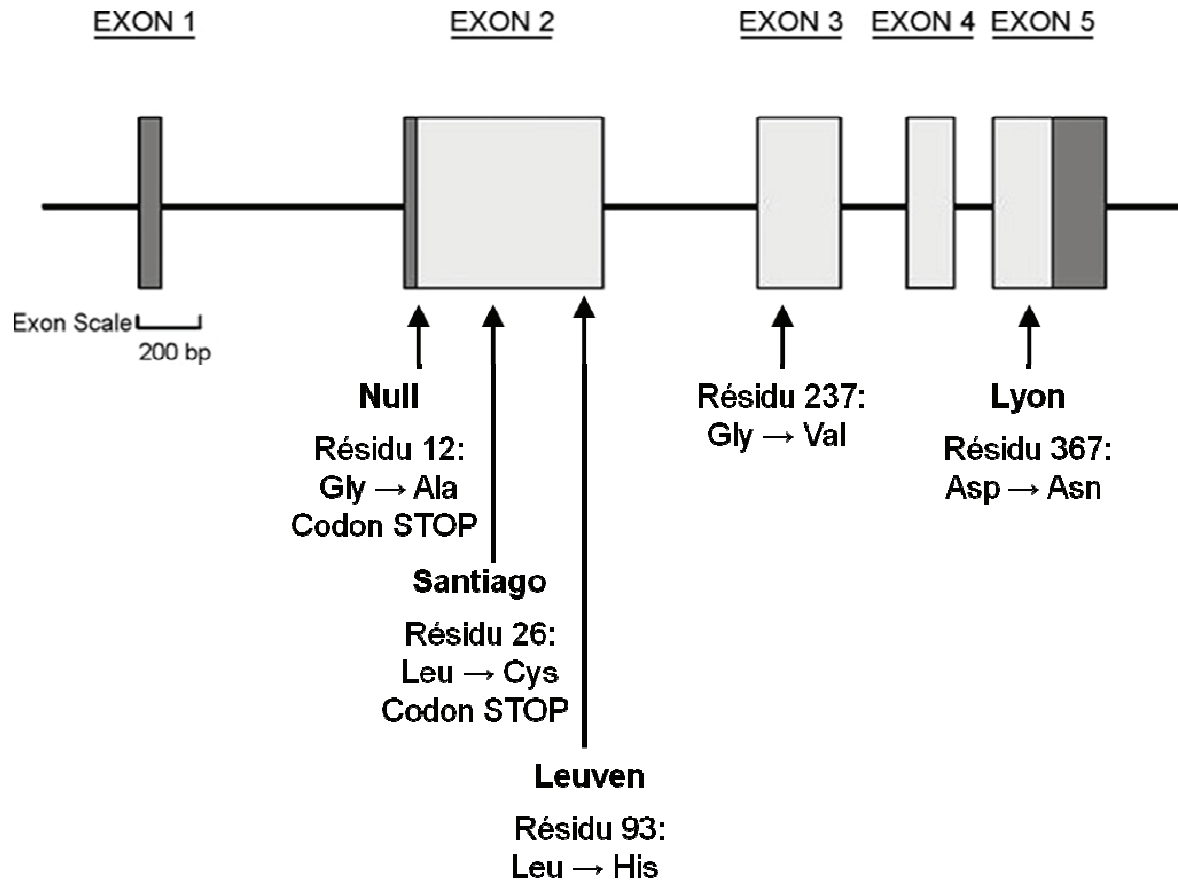 EXON 1 EXON 2 EXON 3 EXON 4 EXON 5
Exon Scale
200 bp
Null
Résidu 12:
Gly → Ala
Codon STOP
Santiago
Résidu 26:
Leu → Cys
Codon STOP
Leuven
Résidu 93:
Leu → His
Résidu 237:
Gly → Val
Lyon
Résidu 367:
Asp → Asn